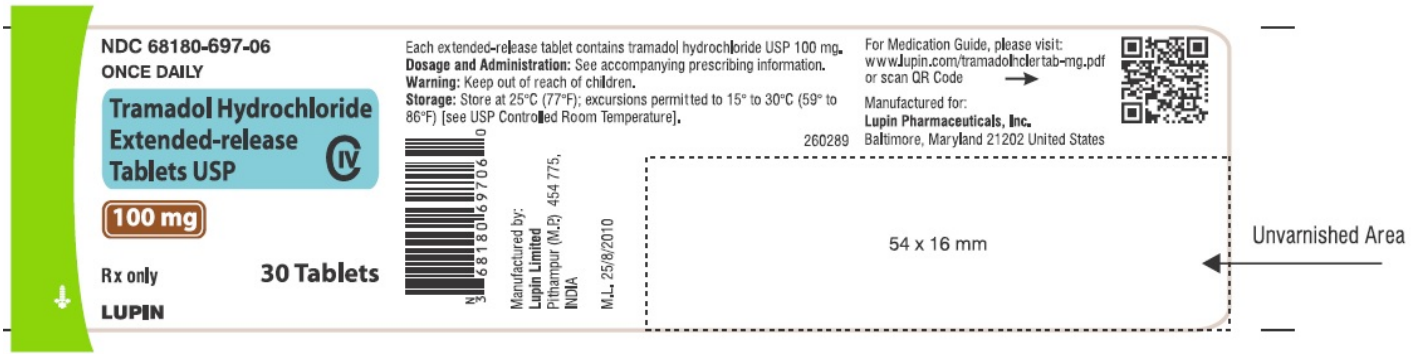 NDC 68180-697-06
ONCE DAILY
Tramadol Hydrochloride
Extended-release
Tablets USP
CIV
100 mg
Rx only
30 Tablets
LUPIN
Each extended-release tablet contains tramadol hydrochloride USP 100 mg.
Dosage and Administration: See accompanying prescribing information.
Warning: Keep out of reach of children.
Storage: Store at 25°C (77°F); excursions permitted to 15° to 30°C (59° to
86°F) [see USP Controlled Room Temperature].
260289
N
3 68180 69706 0
Manufactured by:
Lupin Limited
Pithampur (M.P.) 454 775,
INDIA
M.L. 25/8/2010
For Medication Guide, please visit:
www.lupin.com/tramadolhclertab-mg.pdf
or scan QR Code
Manufactured for:
Lupin Pharmaceuticals, Inc.
Baltimore, Maryland 21202 United States
54 x 16 mm
Unvarnished Area